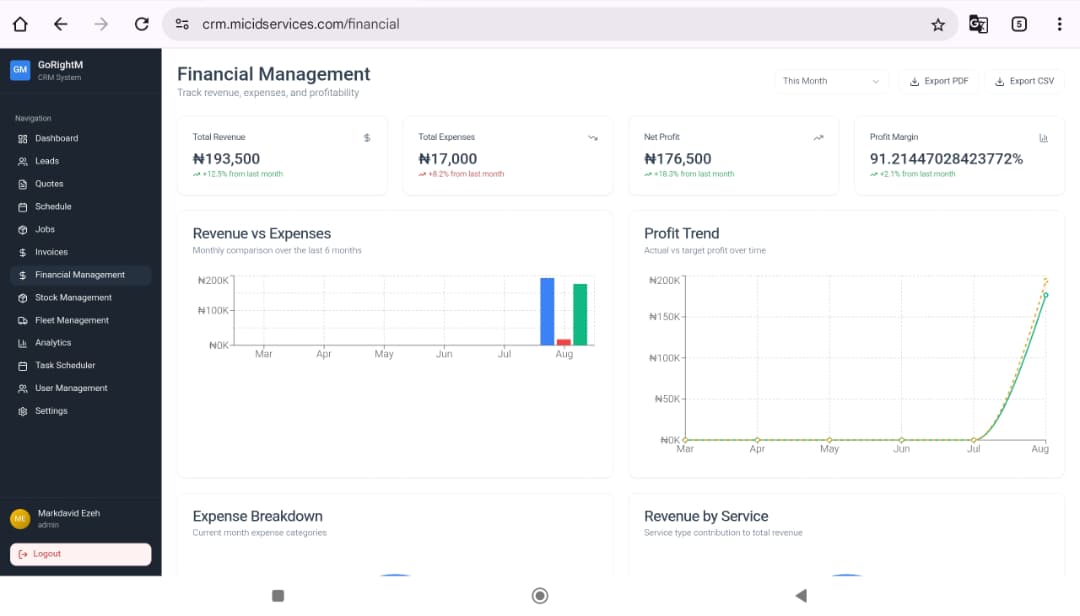 crm.micidservices.com/financial
5
GM
GoRightM
CRM System
Navigation
Dashboard
Leads
Quotes
Schedule
Jobs
Invoices
Financial Management
Stock Management
Fleet Management
Analytics
Task Scheduler
User Management
Settings
ME
Markdavid Ezeh
admin
Logout
Financial Management
Track revenue, expenses, and profitability
This Month
Export PDF
Export CSV
Total Revenue
₦193,500
+12.5% from last month
Total Expenses
₦17,000
+8.2% from last month
Net Profit
₦176,500
+18.3% from last month
Profit Margin
91.21447028423772%
+2.1% from last month
Revenue vs Expenses
Monthly comparison over the last 6 months
₦200K
₦100K
₦0K
Mar Apr May Jun Jul Aug
Profit Trend
Actual vs target profit over time
₦200K
₦150K
₦100K
₦50K
₦0K
Mar Apr May Jun Jul Aug
Expense Breakdown
Current month expense categories
Revenue by Service
Service type contribution to total revenue